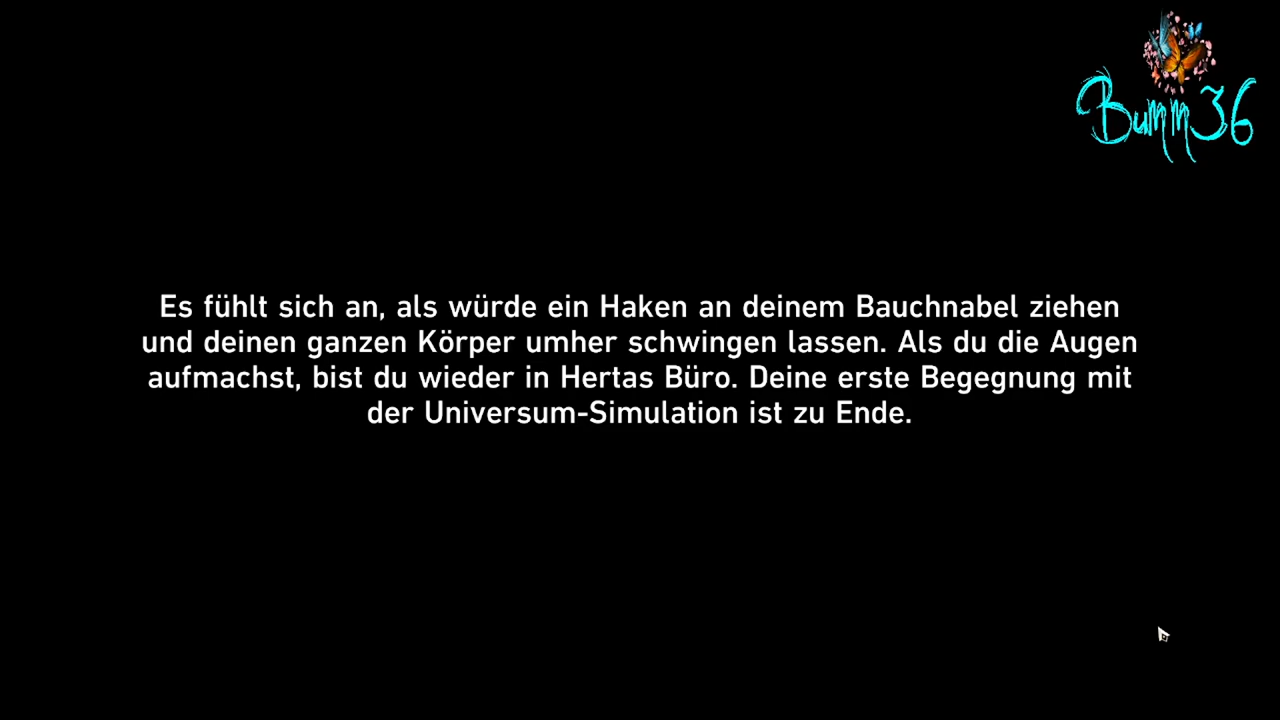 Bumm36
Es fühlt sich an, als würde ein Haken an deinem Bauchnabel ziehen
und deinen ganzen Körper umher schwingen lassen. Als du die Augen
aufmachst, bist du wieder in Hertas Büro. Deine erste Begegnung mit
der Universum-Simulation ist zu Ende.